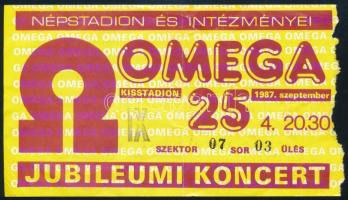 NÉPSTADION ÉS INTÉZMÉNYEI
OMEGA
KISSTADION
25
1987. szeptember
4. 20.30
SZEKTOR 07 SOR 03 ÜLÉS
JUBILEUMI KONCERT